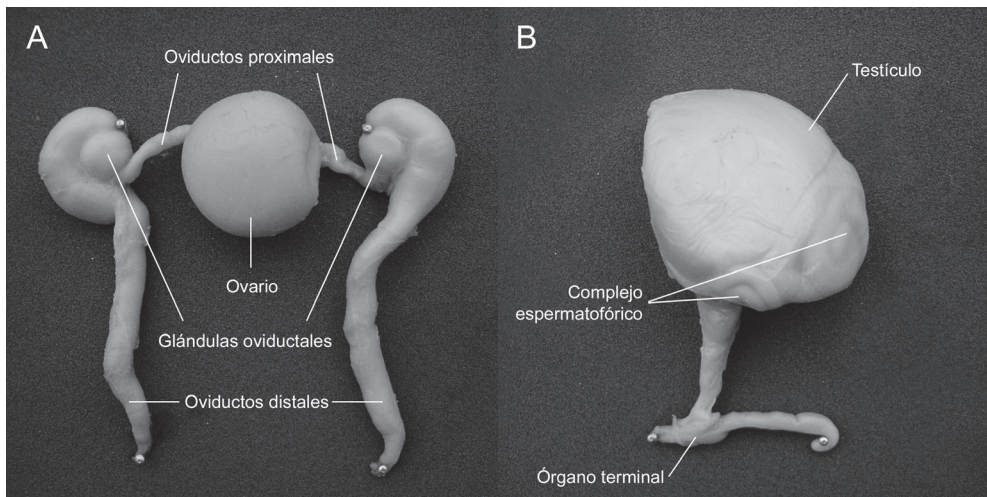 A
Oviductos proximales
Ovario
Glándulas oviductales
Oviductos distales
B
Testículo
Complejo
espermatofórico
Órgano terminal